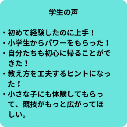 学生の声
・初めて経験したのに上手！
・小学生からパワーをもらった！
・自分たちも初心に帰ることができた！
・教え方を工夫するヒントになった！
・小さな子にも体験してもらって、競技がもっと広がってほしい。